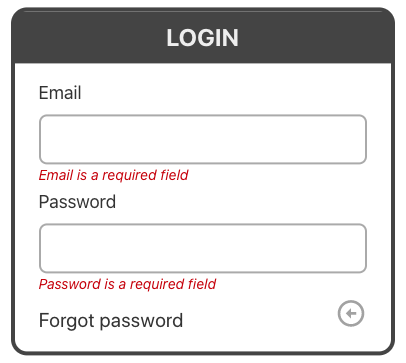 LOGIN
Email
Email is a required field
Password
Password is a required field
Forgot password